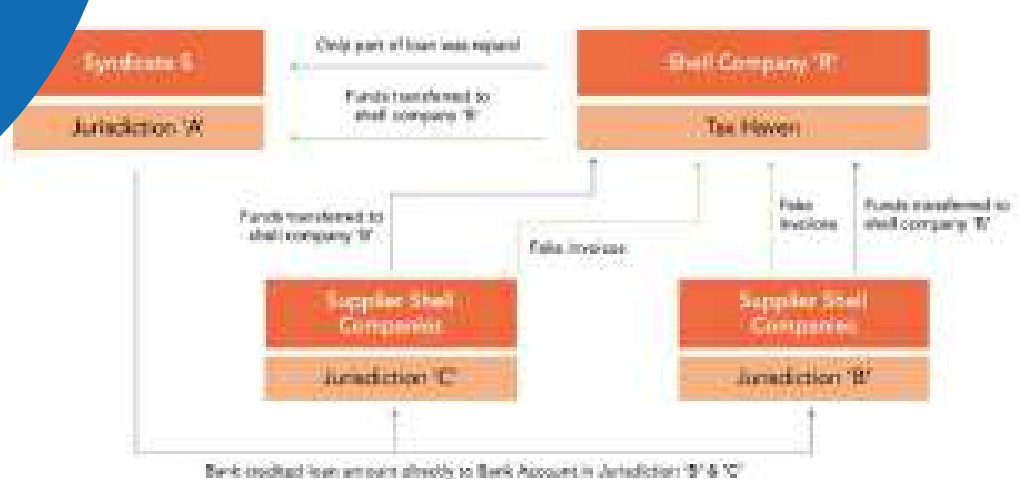 Syndicate S
Only part of loan was repaid
Shell Company 'R'
Jurisdiction 'A'
Funds transferred to
shell company 'R'
Tax Haven
Funds transferred to
shell company 'R'
Fake Invoices
Fake
Invoices
Funds transferred to
shell company 'R'
Supplier Shell
Companies
Supplier Shell
Companies
Jurisdiction 'C'
Jurisdiction 'B'
Bank credited loan amount directly to Bank Account in Jurisdiction 'B' & 'C'